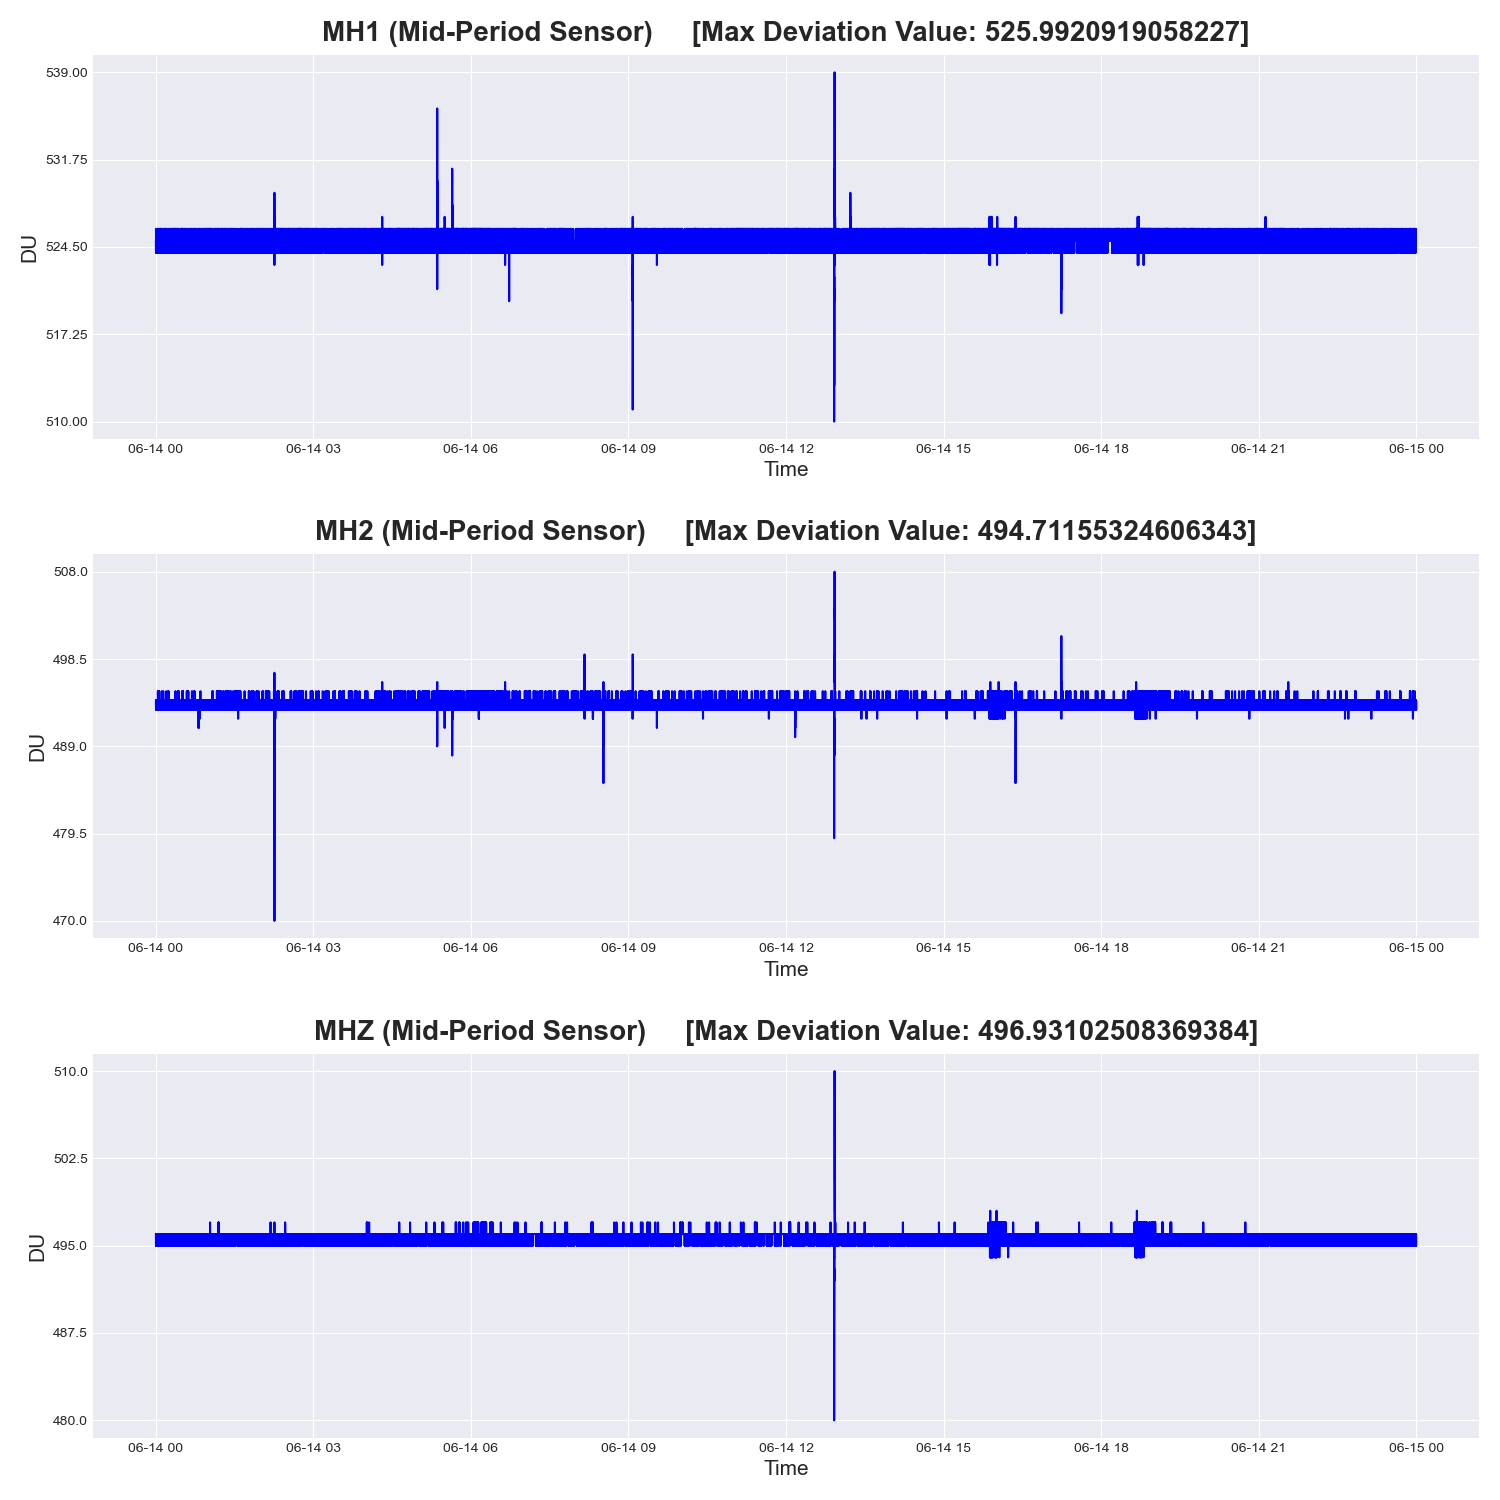 MH1 (Mid-Period Sensor) [Max Deviation Value: 525.9920919058227]
539.00
531.75
524.50
517.25
510.00
DU
06-14 00 06-14 03 06-14 06 06-14 09 06-14 12 06-14 15 06-14 18 06-14 21 06-15 00
Time
MH2 (Mid-Period Sensor) [Max Deviation Value: 494.71155324606343]
508.0
498.5
489.0
479.5
470.0
DU
06-14 00 06-14 03 06-14 06 06-14 09 06-14 12 06-14 15 06-14 18 06-14 21 06-15 00
Time
MHZ (Mid-Period Sensor) [Max Deviation Value: 496.93102508369384]
510.0
502.5
495.0
487.5
480.0
DU
06-14 00 06-14 03 06-14 06 06-14 09 06-14 12 06-14 15 06-14 18 06-14 21 06-15 00
Time